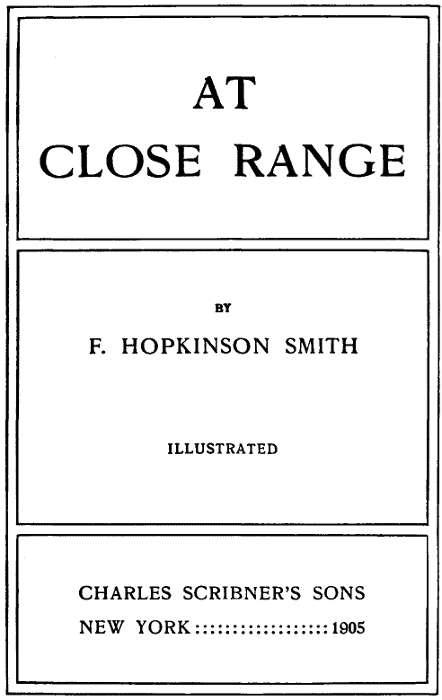 AT
CLOSE RANGE
BY
F. HOPKINSON SMITH
ILLUSTRATED
CHARLES SCRIBNER'S SONS
NEW YORK :::::::::::::::::: 1905